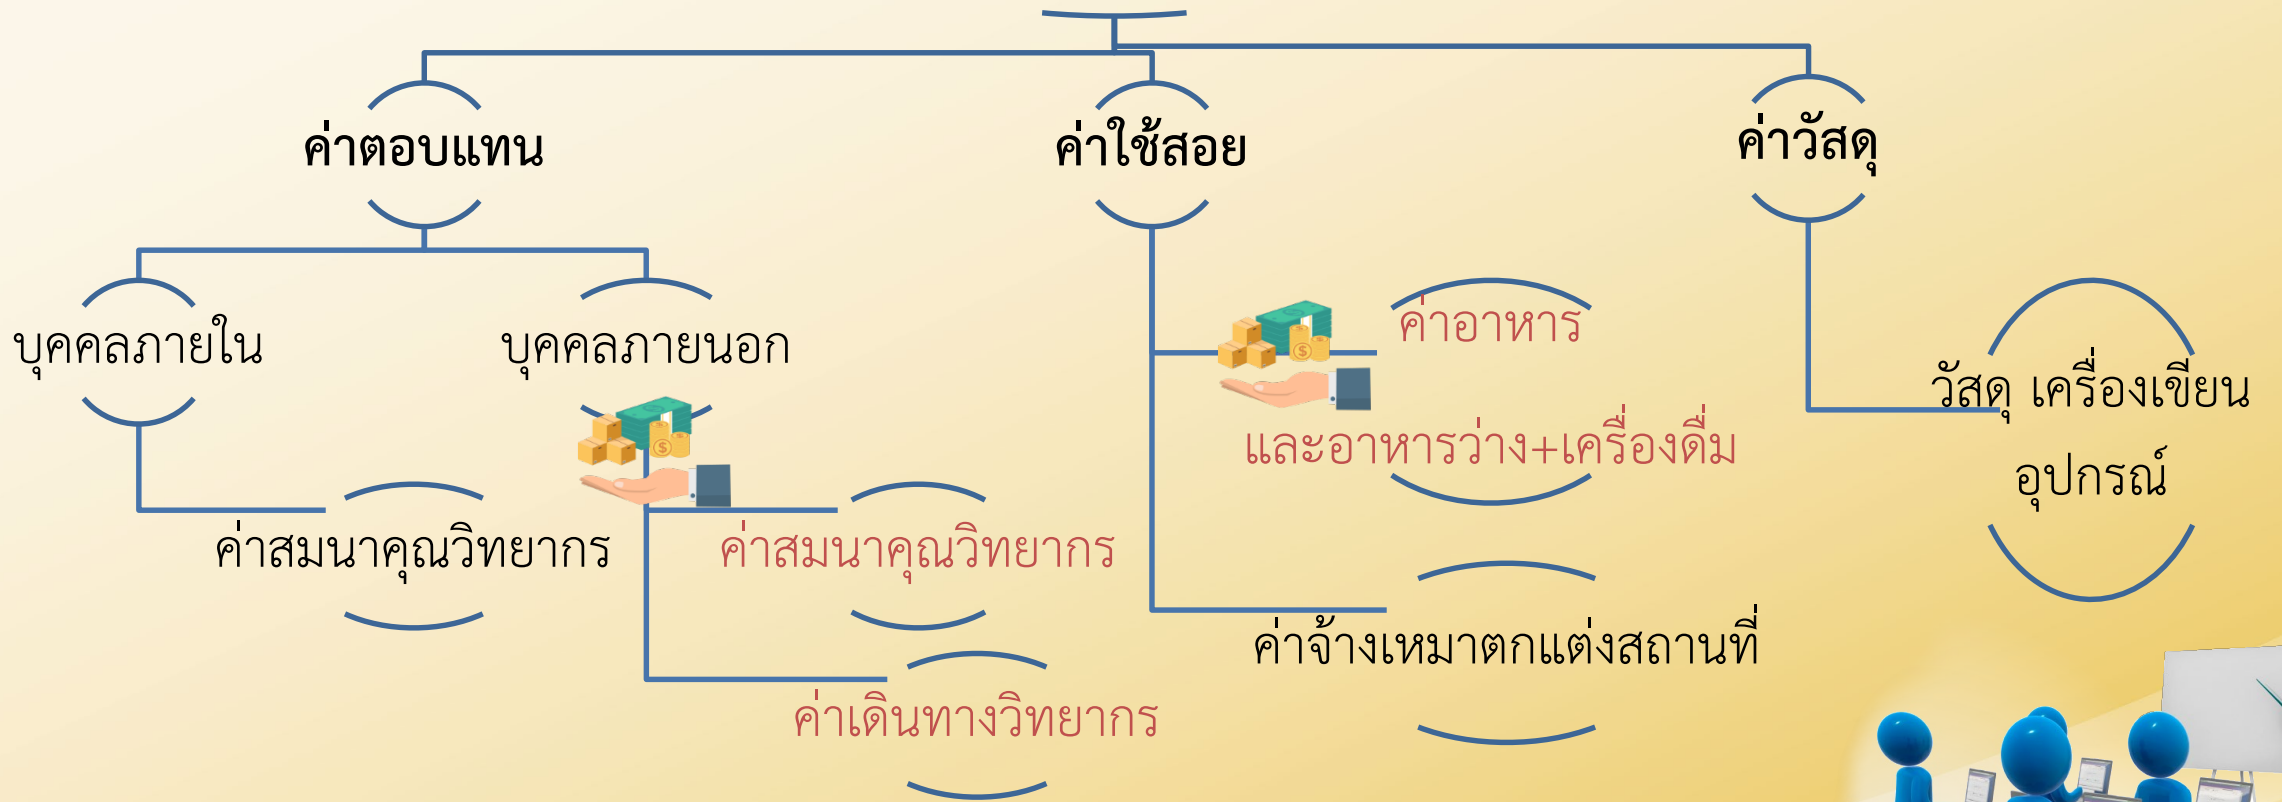 ค่าตอบแทน
ค่าใช้สอย
ค่าวัสดุ
บุคคลภายใน
บุคคลภายนอก
ค่าสมนาคุณวิทยากร
ค่าสมนาคุณวิทยากร
ค่าเดินทางวิทยากร
ค่าอาหาร
และอาหารว่าง+เครื่องดื่ม
ค่าจ้างเหมาตกแต่งสถานที่
วัสดุ เครื่องเขียน
อุปกรณ์